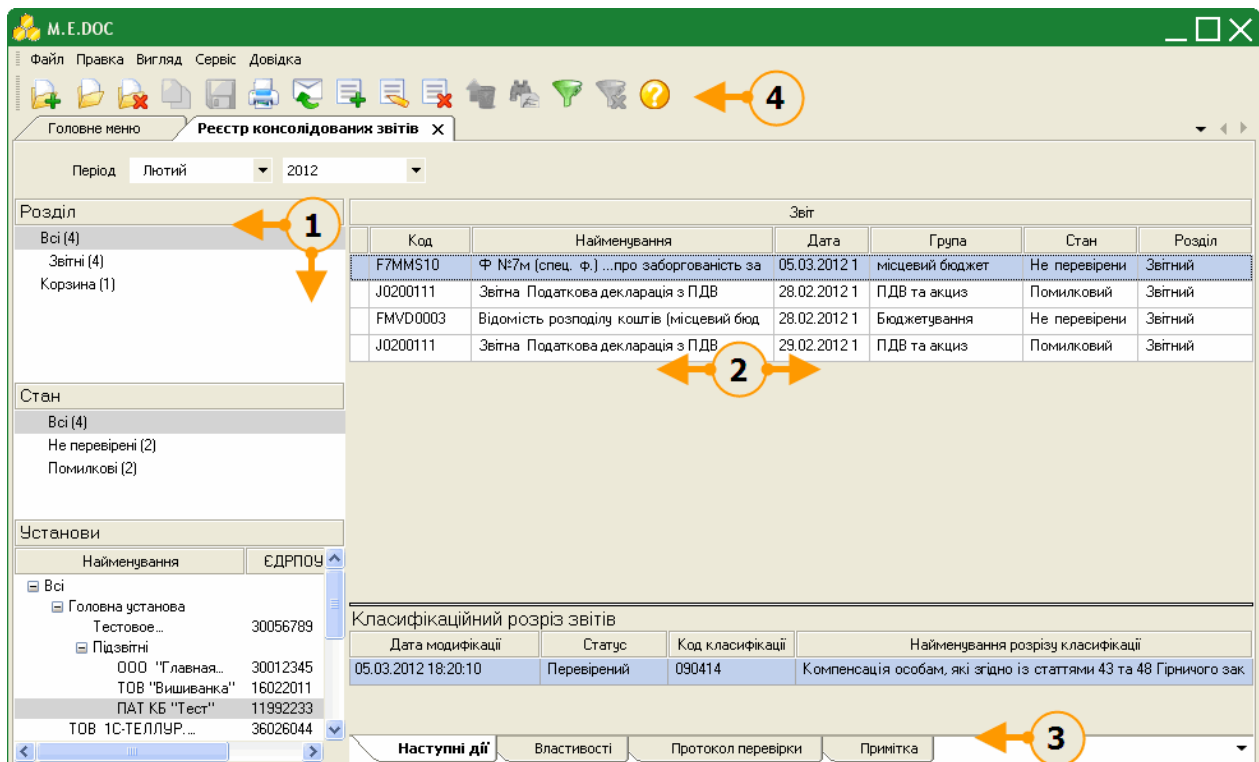 M.E.DOC
Файл Правка Вигляд Сервіс Довідка
4
Головне меню Реєстр консолідованих звітів X
Період Лютий 2012
Розділ
1
Всі (4)
Звітні (4)
Корзина (1)
Звіт
Код Найменування Дата Група Стан Розділ
F7MMS10 Ф №7м (спец. ф.) ...про заборгованість за 05.03.2012 1 місцевий бюджет Не перевірени Звітний
J0200111 Звітна Податкова декларація з ПДВ 28.02.2012 1 ПДВ та акциз Помилковий Звітний
FMVD0003 Відомість розподілу коштів (місцевий бюд 28.02.2012 1 Бюджетування Не перевірени Звітний
J0200111 Звітна Податкова декларація з ПДВ 29.02.2012 1 ПДВ та акциз Помилковий Звітний
2
Стан
Всі (4)
Не перевірені (2)
Помилкові (2)
Установи
Найменування ЄДРПОУ
Всі
Головна установа
Тестовое... 30056789
Підзвітні
ООО "Главная... 30012345
ТОВ "Вишиванка" 16022011
ПАТ КБ "Тест" 11992233
ТОВ 1С-ТЕЛЛУР.... 36026044
Класифікаційний розріз звітів
Дата модифікації Статус Код класифікації Найменування розрізу класифікації
05.03.2012 18:20:10 Перевірений 090414 Компенсація особам, які згідно із статтями 43 та 48 Гірничого зак
Наступні дії Властивості Протокол перевірки Примітка
3